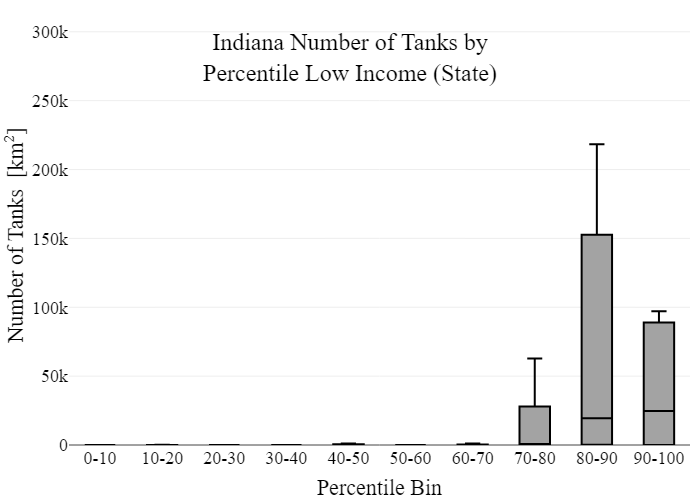 Indiana Number of Tanks by
Percentile Low Income (State)
Number of Tanks [km²]
300k
250k
200k
150k
100k
50k
0
0-10 10-20 20-30 30-40 40-50 50-60 60-70 70-80 80-90 90-100
Percentile Bin